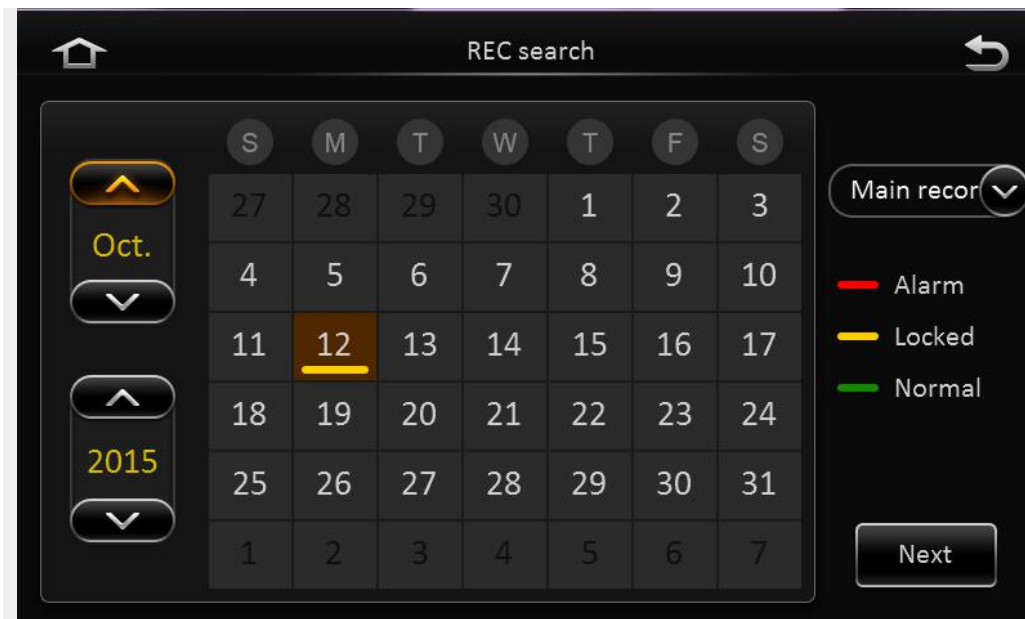 REC search
S M T W T F S
27 28 29 30 1 2 3
4 5 6 7 8 9 10
11 12 13 14 15 16 17
18 19 20 21 22 23 24
25 26 27 28 29 30 31
1 2 3 4 5 6 7
Oct.
2015
Main recor
Alarm
Locked
Normal
Next